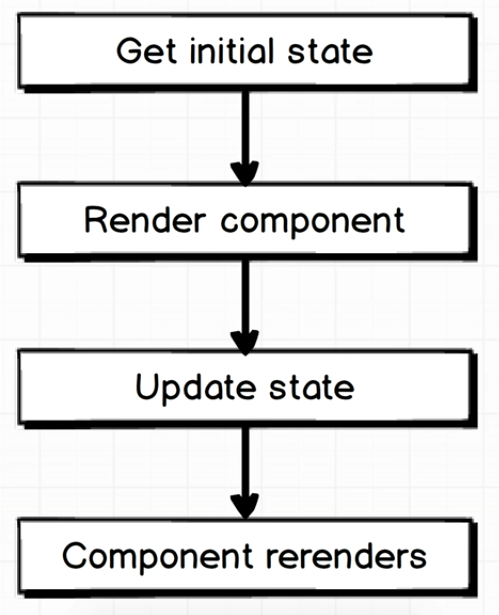 Get initial state
Render component
Update state
Component rerenders